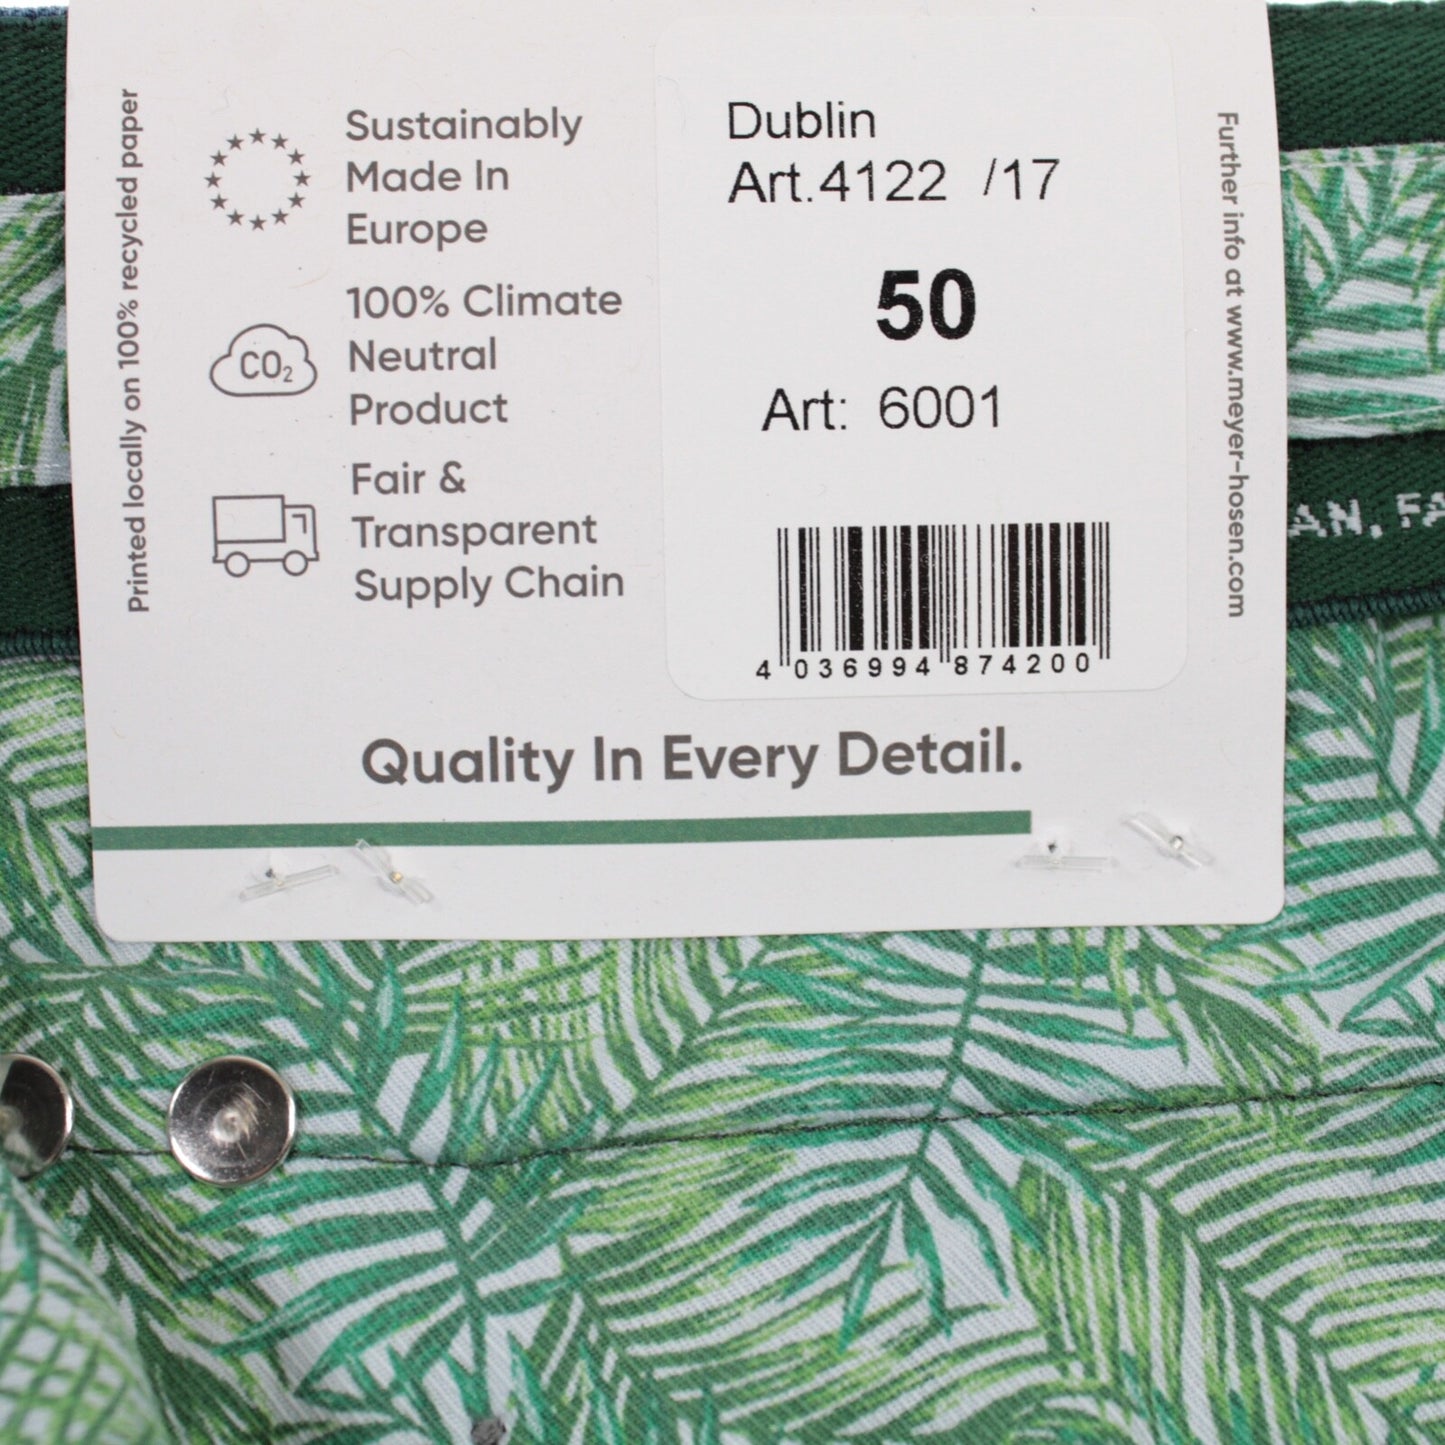 Printed locally on 100% recycled paper
Sustainably
Made In
Europe
CO₂
100% Climate
Neutral
Product
Fair &
Transparent
Supply Chain
Dublin
Art.4122 /17
50
Art: 6001
4 036994 874200
Further info at www.meyer-hosen.com
Quality In Every Detail.